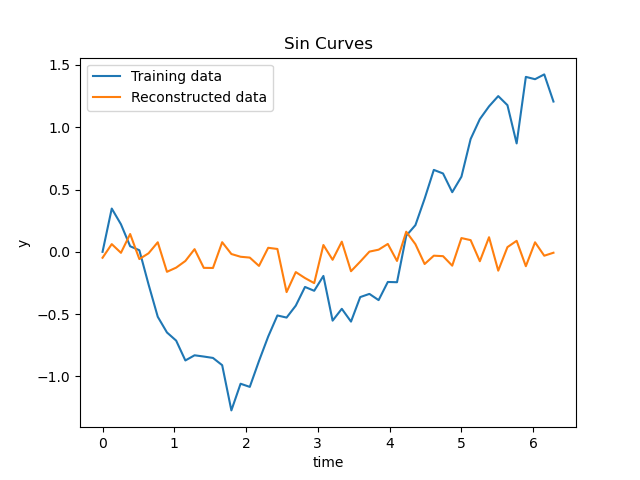 Sin Curves
Training data
Reconstructed data
1.5
1.0
0.5
0.0
−0.5
−1.0
y
0 1 2 3 4 5 6
time